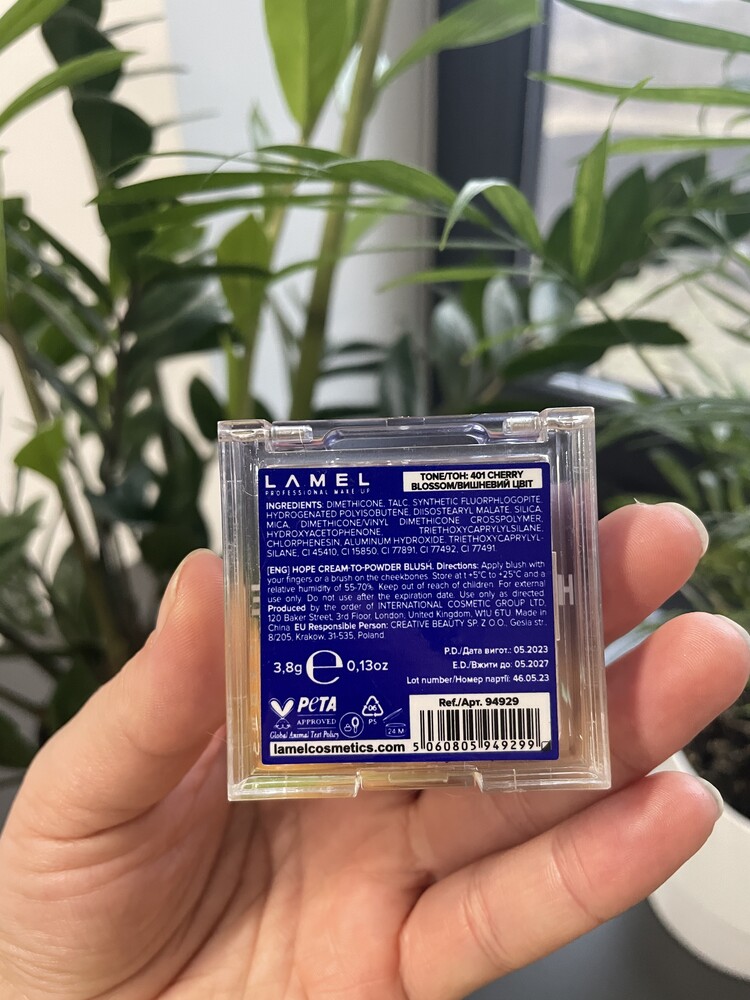 LAMEL
PROFESSIONAL MAKE UP
TONE/ТОН: 401 CHERRY
BLOSSOM/ВИШНЕВИЙ ЦВІТ
INGREDIENTS: DIMETHICONE, TALC, SYNTHETIC FLUORPHLOGOPITE,
HYDROGENATED POLYISOBUTENE, DIISOSTEARYL MALATE, SILICA,
MICA, DIMETHICONE/VINYL DIMETHICONE CROSSPOLYMER,
HYDROXYACETOPHENONE TRIETHOXYCAPRYLYLSILANE,
CHLORPHENESIN, ALUMINUM HYDROXIDE, TRIETHOXYCAPRYLYL-
SILANE, CI 45410, CI 15850, CI 77891, CI 77492, CI 77491.
[ENG] HOPE CREAM-TO-POWDER BLUSH. Directions: Apply blush with
your fingers or a brush on the cheekbones. Store at t +5°C to +25°C and a
relative humidity of 55-70%. Keep out of reach of children. For external
use only. Do not use after the expiration date. Use only as directed.
Produced by the order of INTERNATIONAL COSMETIC GROUP LTD,
120 Baker Street, 3rd Floor, London, United Kingdom, W1U 6TU. Made in
China. EU Responsible Person: CREATIVE BEAUTY SP. Z O.O., Gęsia str.
8/205, Krakow, 31-535, Poland.
P.D./Дата вигот.: 05.2023
E.D./Вжити до: 05.2027
Lot number/Номер партії: 46.05.23
3,8g e 0,13oz
PETA
APPROVED
Global Animal Test Policy
06
PS
24 M
Ref./Арт. 94929
5 060805 949299
lamelcosmetics.com